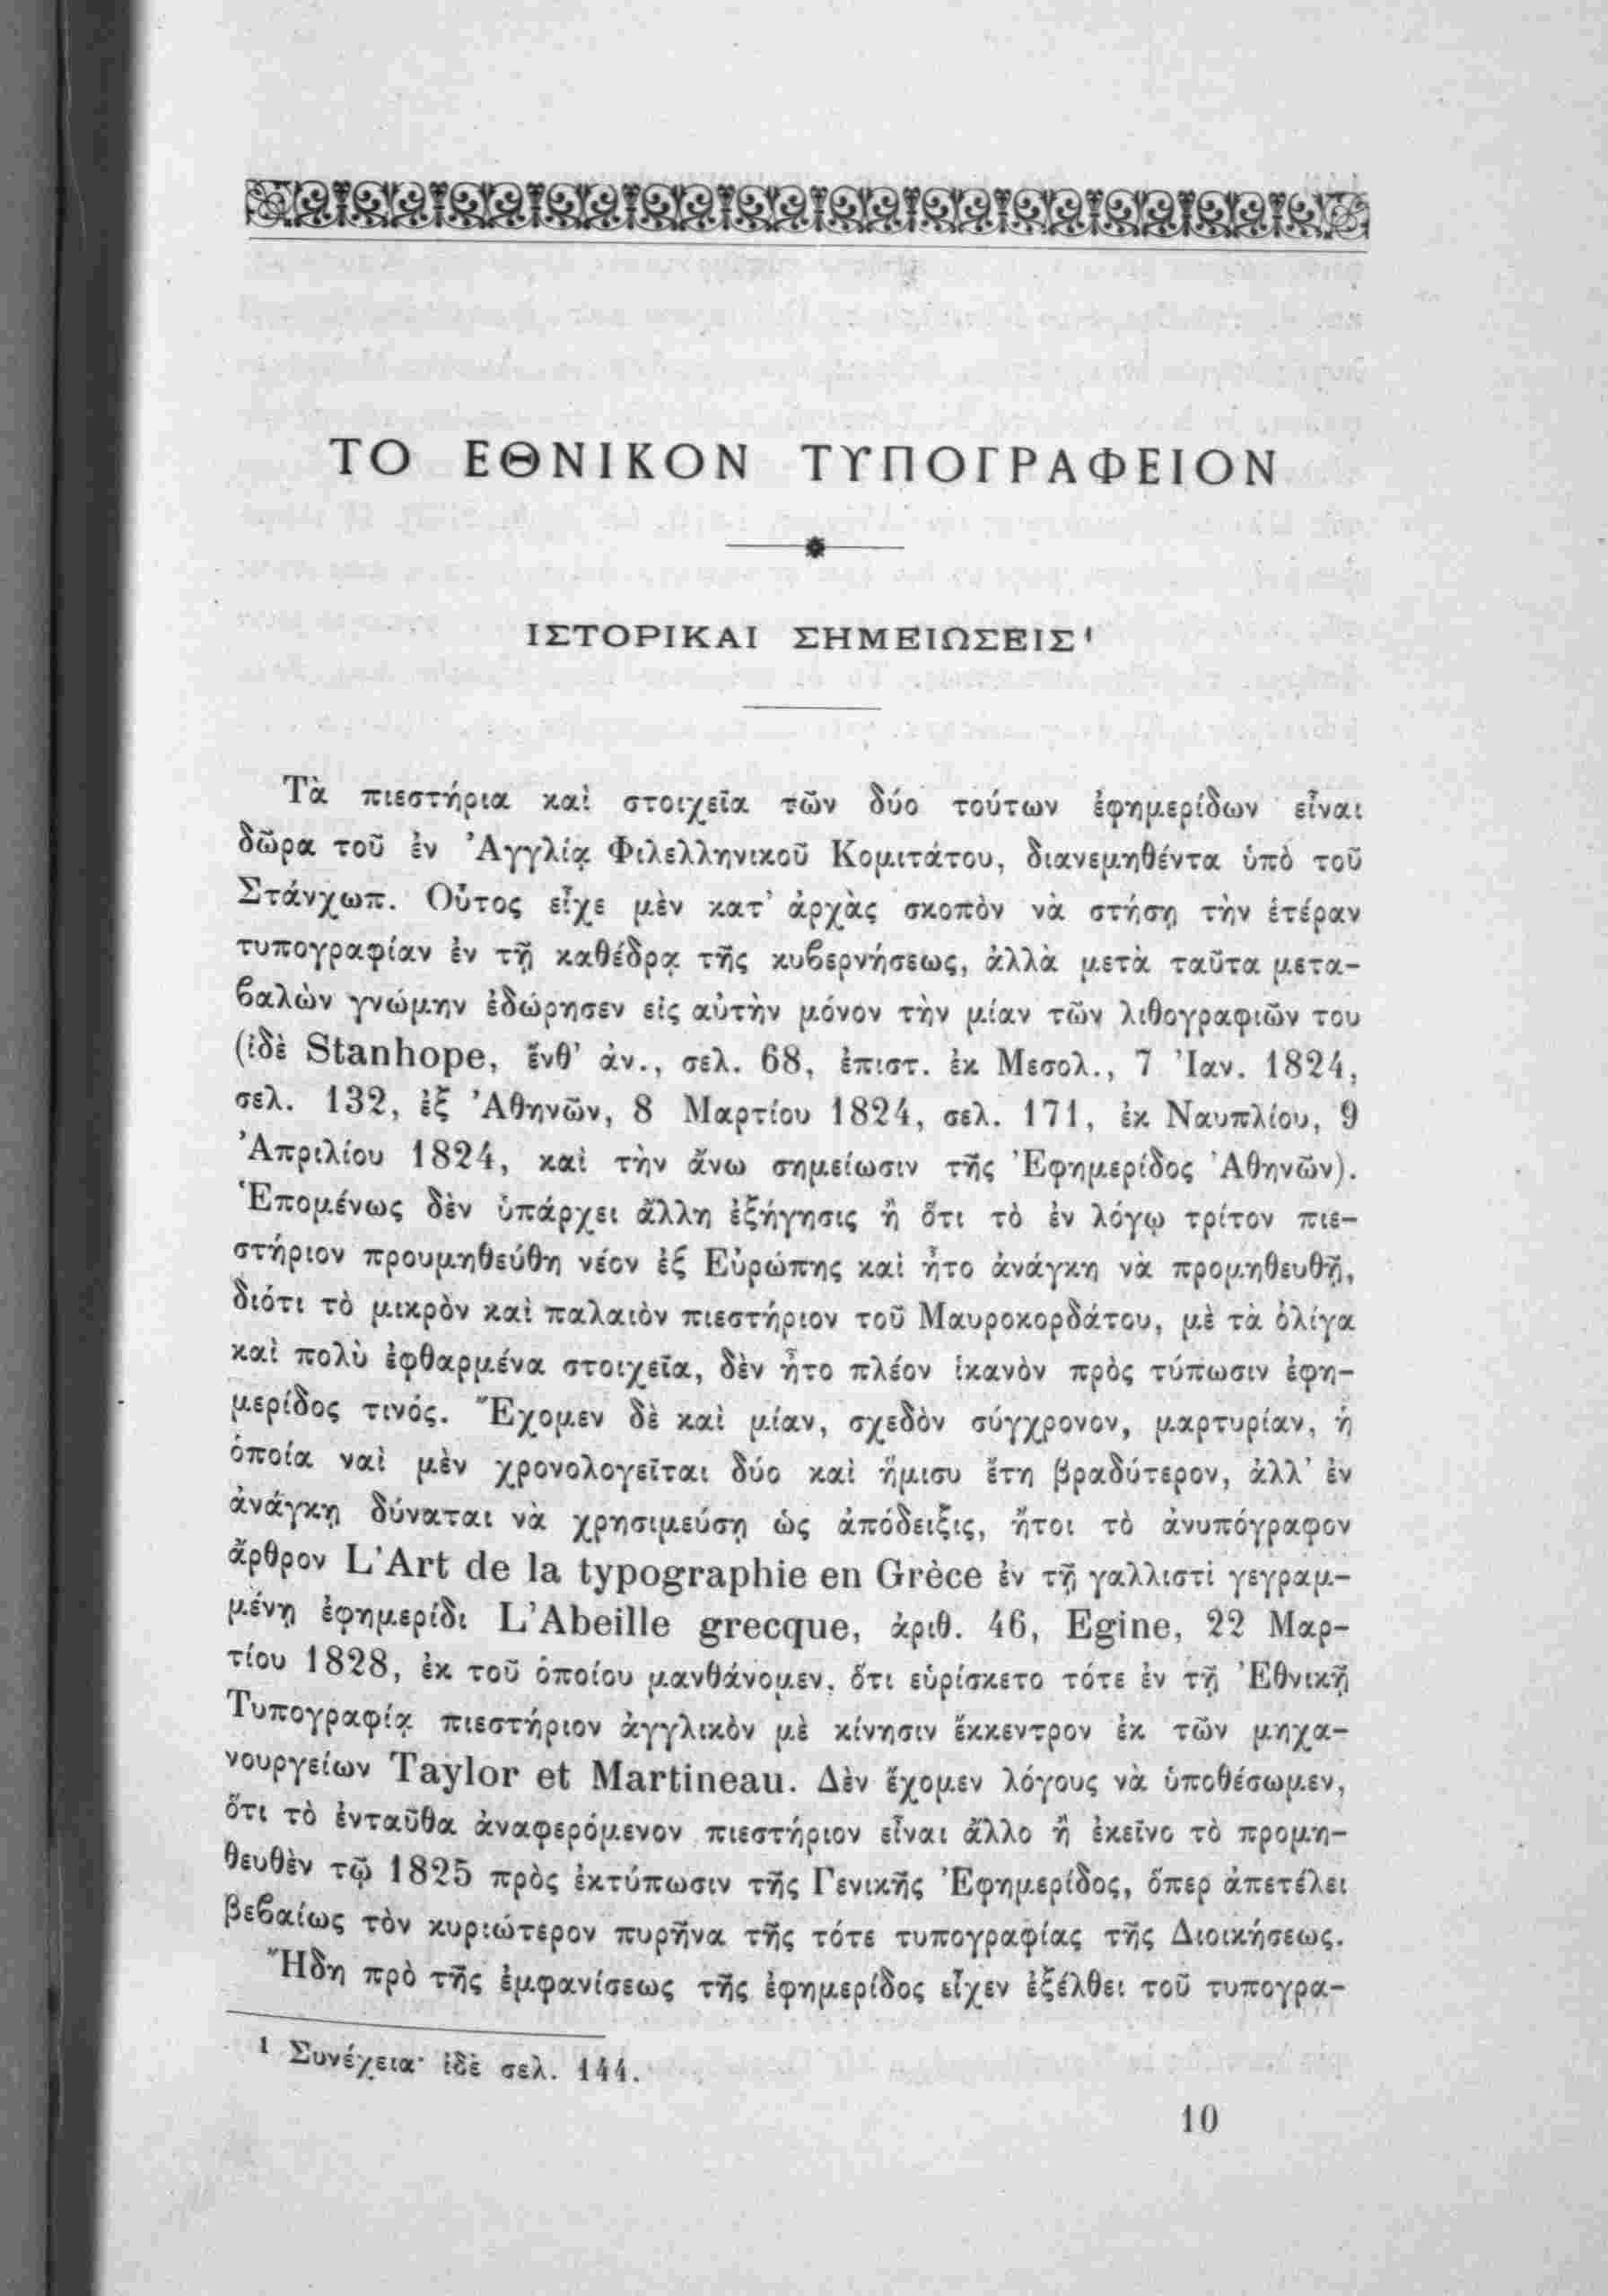 ΤΟ ΕΘΝΙΚΟΝ ΤΥΠΟΓΡΑΦΕΙΟΝ
ΙΣΤΟΡΙΚΑΙ ΣΗΜΕΙΩΣΕΙΣ¹
Τὰ πιεστήρια καὶ στοιχεῖα τῶν δύο τούτων ἐφημερίδων εἶναι
δῶρα τοῦ ἐν Ἀγγλίᾳ Φιλελληνικοῦ Κομιτάτου, διανεμηθέντα ὑπὸ τοῦ
Στάνχωπ. Οὗτος εἶχε μὲν κατ’ ἀρχὰς σκοπὸν νὰ στήσῃ τὴν ἑτέραν
τυπογραφίαν ἐν τῇ καθέδρᾳ τῆς κυϐερνήσεως, ἀλλὰ μετὰ ταῦτα μετα-
ϐαλὼν γνώμην ἐδώρησεν εἰς αὐτὴν μόνον τὴν μίαν τῶν λιθογραφιῶν του
(ἰδὲ Stanhope, ἔνθ’ ἀν., σελ. 68, ἐπιστ. ἐκ Μεσολ., 7 Ἰαν. 1824,
σελ. 132, ἐξ Ἀθηνῶν, 8 Μαρτίου 1824, σελ. 171, ἐκ Ναυπλίου, 9
Ἀπριλίου 1824, καὶ τὴν ἄνω σημείωσιν τῆς Ἐφημερίδος Ἀθηνῶν).
Ἑπομένως δὲν ὑπάρχει ἄλλη ἐξήγησις ἢ ὅτι τὸ ἐν λόγῳ τρίτον πιε-
στήριον προυμηθεύθη νέον ἐξ Εὐρώπης καὶ ἦτο ἀνάγκη νὰ προμηθευθῇ,
διότι τὸ μικρὸν καὶ παλαιὸν πιεστήριον τοῦ Μαυροκορδάτου, μὲ τὰ ὀλίγα
καὶ πολὺ ἐφθαρμένα στοιχεῖα, δὲν ἦτο πλέον ἱκανὸν πρὸς τύπωσιν ἐφη-
μερίδος τινός. Ἔχομεν δὲ καὶ μίαν, σχεδὸν σύγχρονον, μαρτυρίαν, ἡ
ὁποία ναὶ μὲν χρονολογεῖται δύο καὶ ἥμισυ ἔτη βραδύτερον, ἀλλ’ ἐν
ἀνάγκῃ δύναται νὰ χρησιμεύσῃ ὡς ἀπόδειξις, ἤτοι τὸ ἀνυπόγραφον
ἄρθρον L’Art de la typographie en Grèce ἐν τῇ γαλλιστὶ γεγραμ-
μένῃ ἐφημερίδι L’Abeille grecque, ἀριθ. 46, Egine, 22 Μαρ-
τίου 1828, ἐκ τοῦ ὁποίου μανθάνομεν, ὅτι εὑρίσκετο τότε ἐν τῇ Ἐθνικῇ
Τυπογραφίᾳ πιεστήριον ἀγγλικὸν μὲ κίνησιν ἔκκεντρον ἐκ τῶν μηχα-
νουργείων Taylor et Martineau. Δὲν ἔχομεν λόγους νὰ ὑποθέσωμεν,
ὅτι τὸ ἐνταῦθα ἀναφερόμενον πιεστήριον εἶναι ἄλλο ἢ ἐκεῖνο τὸ προμη-
θευθὲν τῷ 1825 πρὸς ἐκτύπωσιν τῆς Γενικῆς Ἐφημερίδος, ὅπερ ἀπετέλει
βεϐαίως τὸν κυριώτερον πυρῆνα τῆς τότε τυπογραφίας τῆς Διοικήσεως.
Ἤδη πρὸ τῆς ἐμφανίσεως τῆς ἐφημερίδος εἶχεν ἐξέλθει τοῦ τυπογρα-
¹ Συνέχεια· ἰδὲ σελ. 144.
10